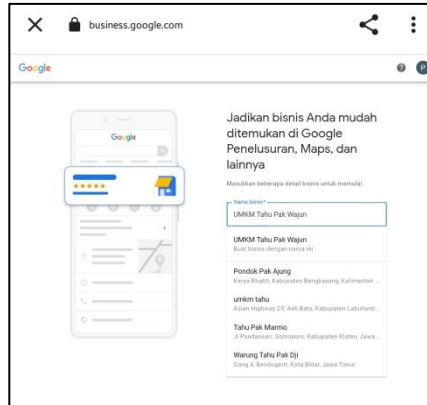 business.google.com
Google
P
Google
Jadikan bisnis Anda mudah
ditemukan di Google
Penelusuran, Maps, dan
lainnya
Masukkan beberapa detail bisnis untuk memulai
Nama bisnis*
UMKM Tahu Pak Wajun
UMKM Tahu Pak Wajun
Buat bisnis dengan nama ini
Pondok Pak Ajung
Karya Bhakti, Kabupaten Bengkayang, Kalimantan ...
umkm tahu
Asian Highway 25, Aek Batu, Kabupaten Labuhanb...
Tahu Pak Marmo
Jl Pandansari, Somopuro, Kabupaten Klaten, Jawa...
Warung Tahu Pak Dji
Gang 4, Bendogerit, Kota Blitar, Jawa Timur